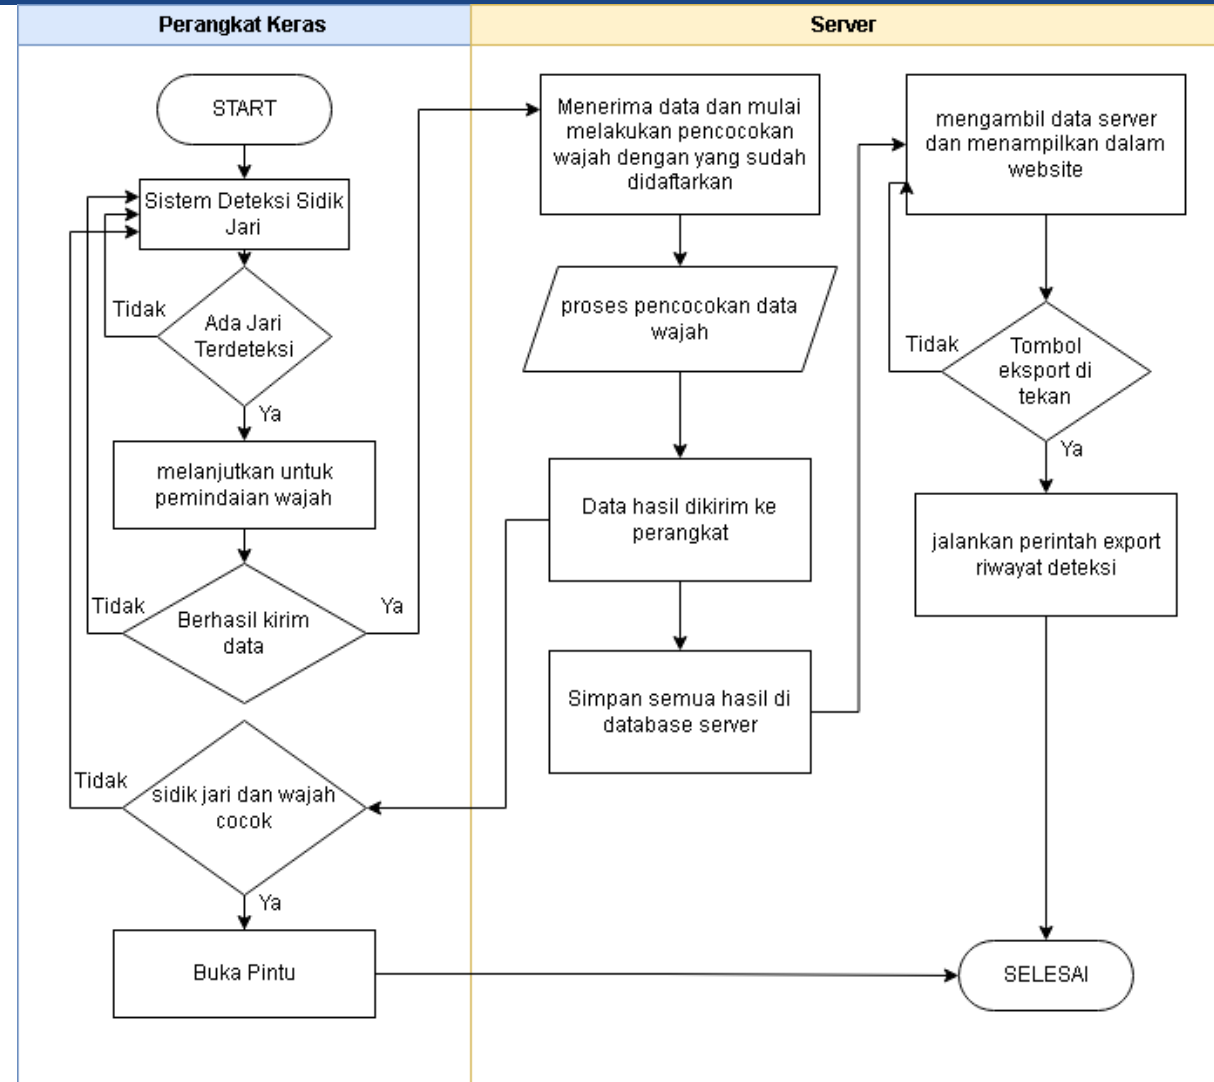 Perangkat Keras
Server
START
Sistem Deteksi Sidik
Jari
Tidak
Ada Jari
Terdeteksi
Ya
melanjutkan untuk
pemindaian wajah
Tidak
Berhasil kirim
data
Ya
Tidak
sidik jari dan wajah
cocok
Ya
Buka Pintu
Menerima data dan mulai
melakukan pencocokan
wajah dengan yang sudah
didaftarkan
proses pencocokan data
wajah
Data hasil dikirim ke
perangkat
Simpan semua hasil di
database server
mengambil data server
dan menampilkan dalam
website
Tidak
Tombol
eksport di
tekan
Ya
jalankan perintah export
riwayat deteksi
SELESAI